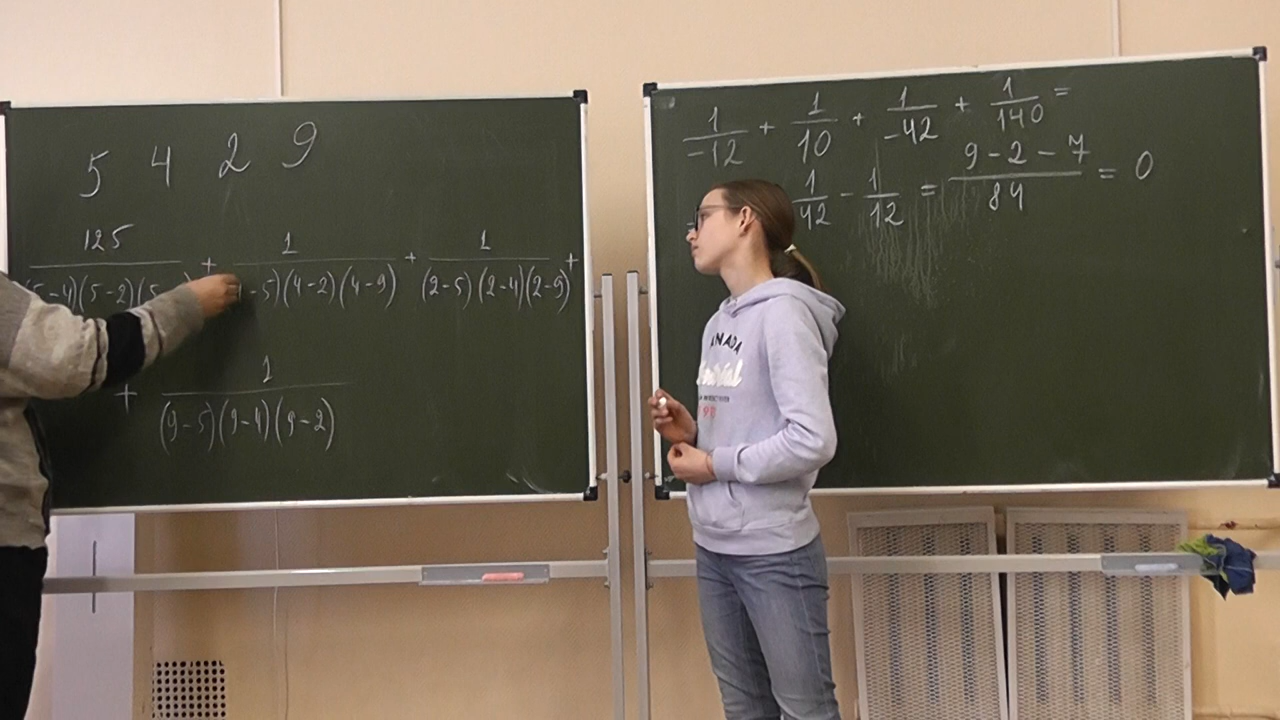 5 4 2 9
125 / (5-4)(5-2)(5 + 1 / -5)(4-2)(4-9) + 1 / (2-5)(2-4)(2-9) +
+ 1 / (9-5)(9-4)(9-2)
1/-12 + 1/10 + 1/-42 + 1/140 =
1/42 - 1/12 = 9-2-7 / 84 = 0
ANADA